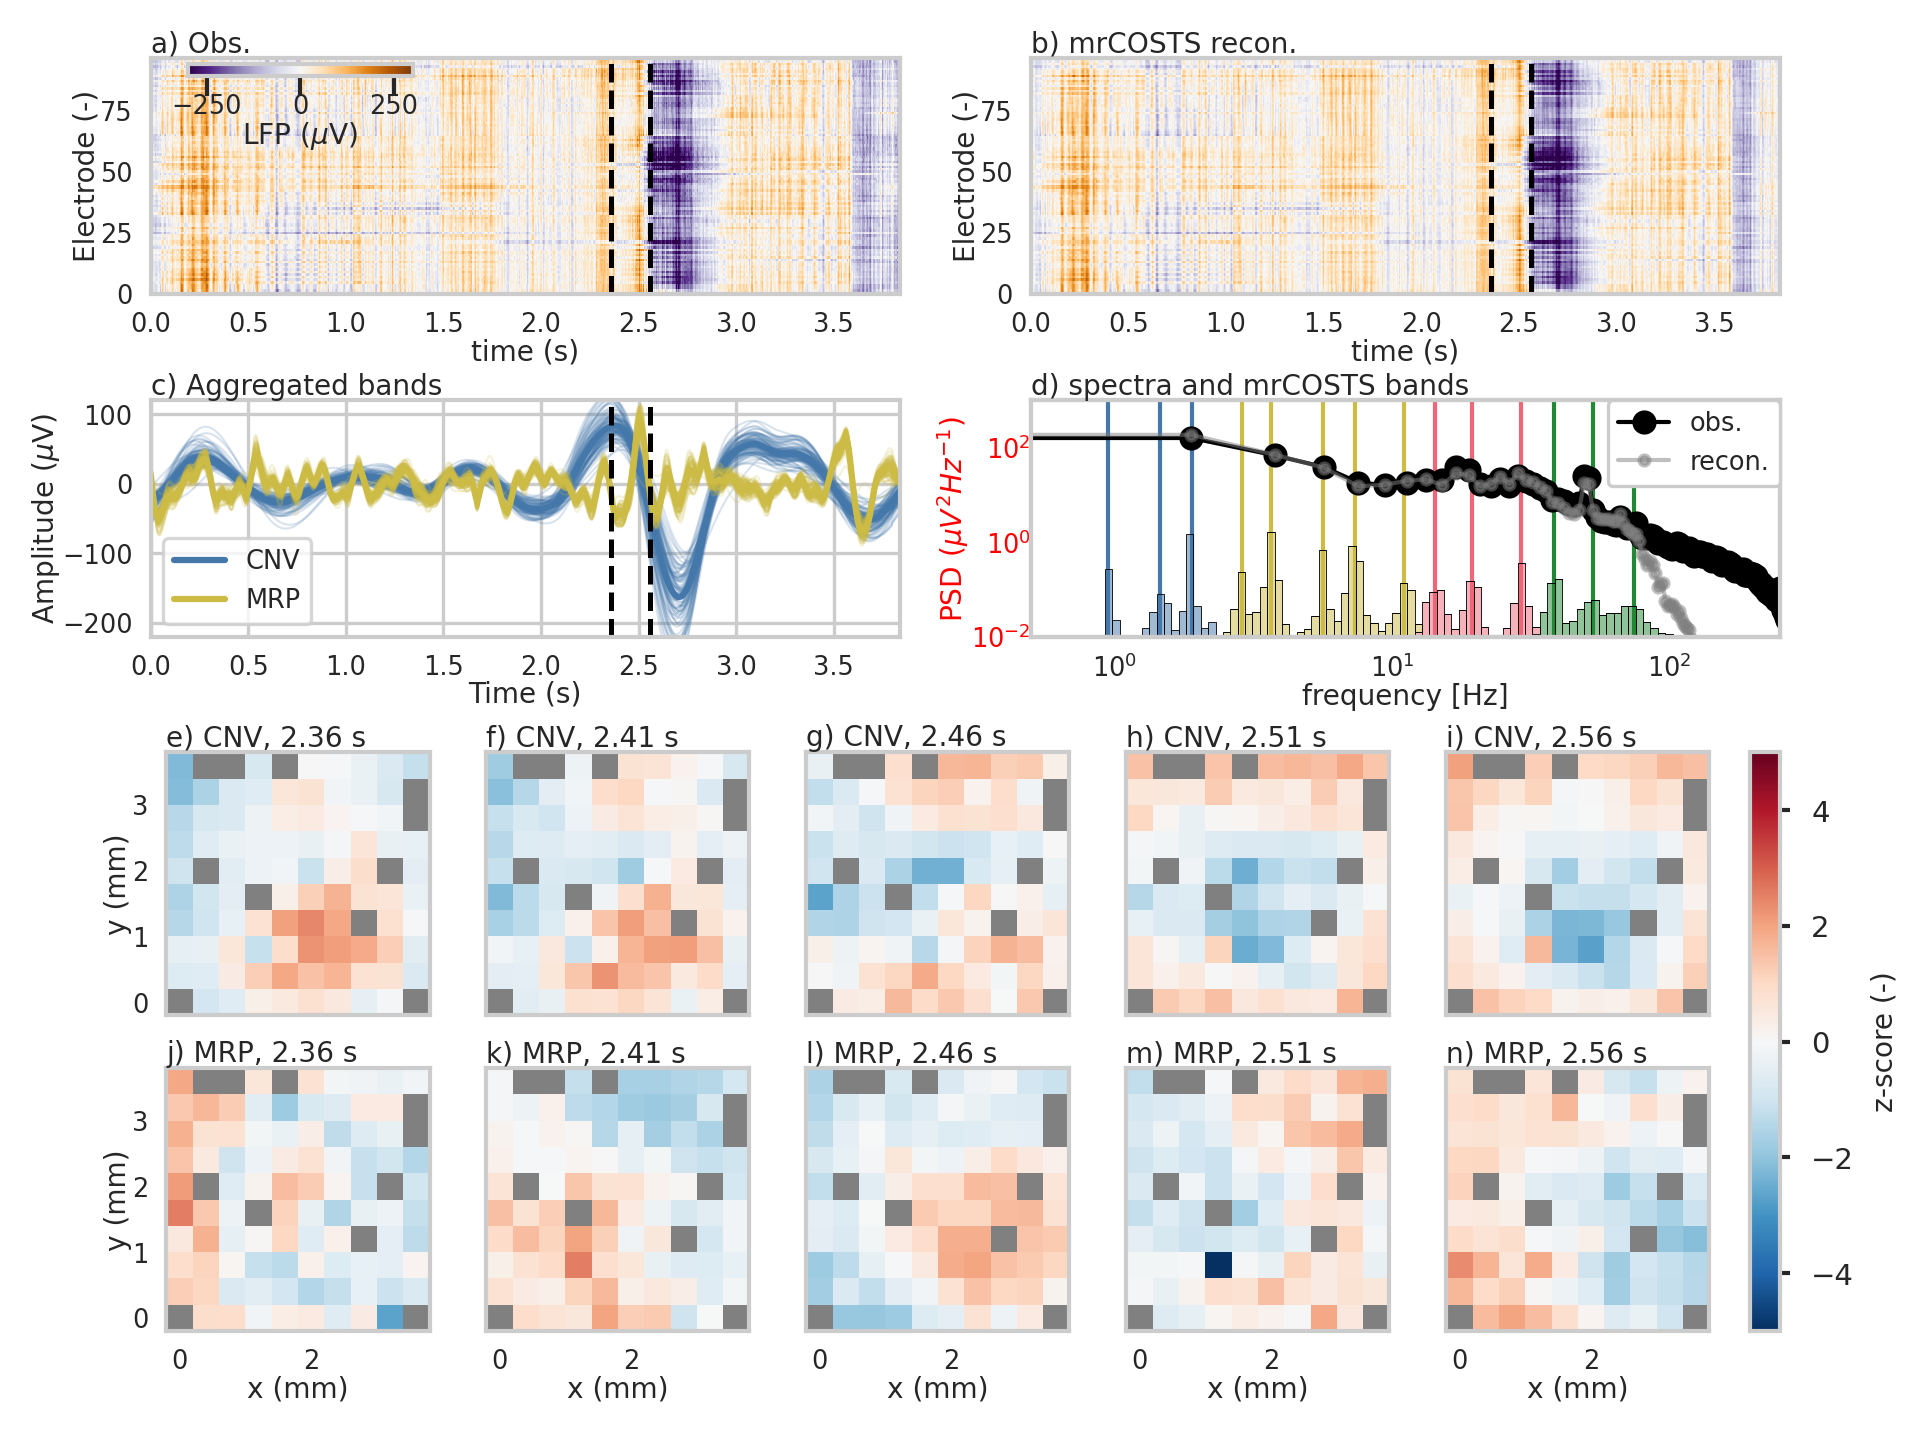 a) Obs.
b) mrCOSTS recon.
−250 0 250
LFP (μV)
Electrode (-)
75
50
25
0
0.0 0.5 1.0 1.5 2.0 2.5 3.0 3.5
time (s)
Electrode (-)
75
50
25
0
0.0 0.5 1.0 1.5 2.0 2.5 3.0 3.5
time (s)
c) Aggregated bands
Amplitude (μV)
100
0
−100
−200
CNV
MRP
0.0 0.5 1.0 1.5 2.0 2.5 3.0 3.5
Time (s)
d) spectra and mrCOSTS bands
PSD (μV²Hz⁻¹)
10²
10⁰
10⁻²
obs.
recon.
10⁰ 10¹ 10²
frequency [Hz]
e) CNV, 2.36 s
f) CNV, 2.41 s
g) CNV, 2.46 s
h) CNV, 2.51 s
i) CNV, 2.56 s
y (mm)
3
2
1
0
j) MRP, 2.36 s
k) MRP, 2.41 s
l) MRP, 2.46 s
m) MRP, 2.51 s
n) MRP, 2.56 s
y (mm)
3
2
1
0
0 2
x (mm)
0 2
x (mm)
0 2
x (mm)
0 2
x (mm)
0 2
x (mm)
4
2
0
−2
−4
z-score (-)